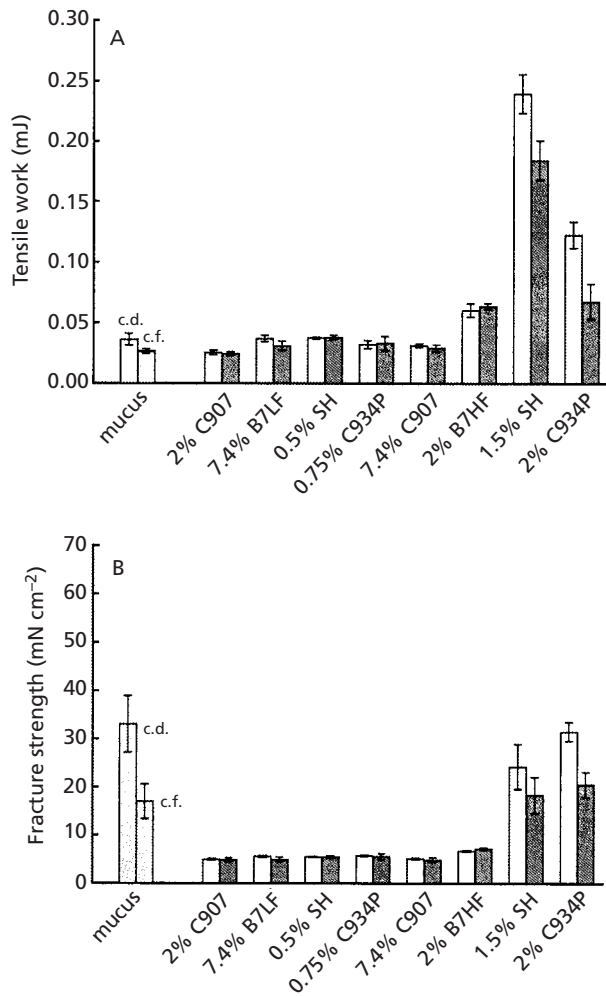 A
Tensile work (mJ)
0.30
0.25
0.20
0.15
0.10
0.05
0.00
c.d.
c.f.
mucus
2% C907
7.4% B7LF
0.5% SH
0.75% C934P
7.4% C907
2% B7HF
1.5% SH
2% C934P
B
Fracture strength (mN cm⁻²)
70
60
50
40
30
20
10
0
c.d.
c.f.
mucus
2% C907
7.4% B7LF
0.5% SH
0.75% C934P
7.4% C907
2% B7HF
1.5% SH
2% C934P